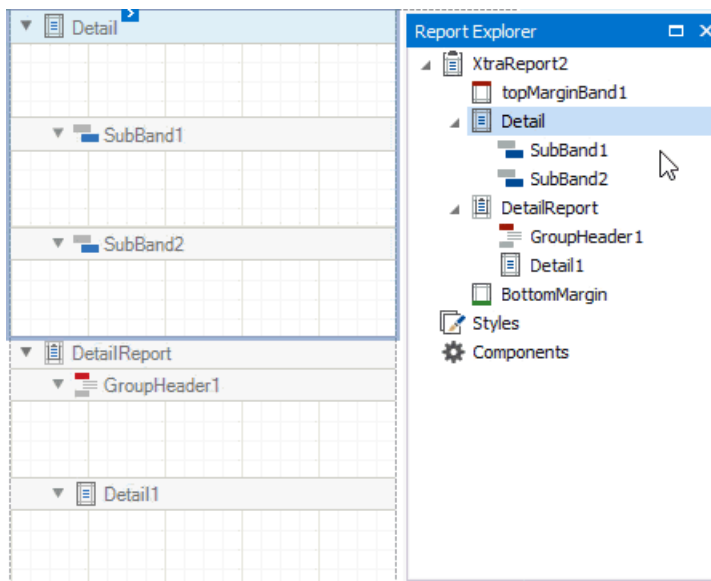 Detail
SubBand1
SubBand2
DetailReport
GroupHeader1
Detail1
Report Explorer
XtraReport2
topMarginBand1
Detail
SubBand1
SubBand2
DetailReport
GroupHeader1
Detail1
BottomMargin
Styles
Components